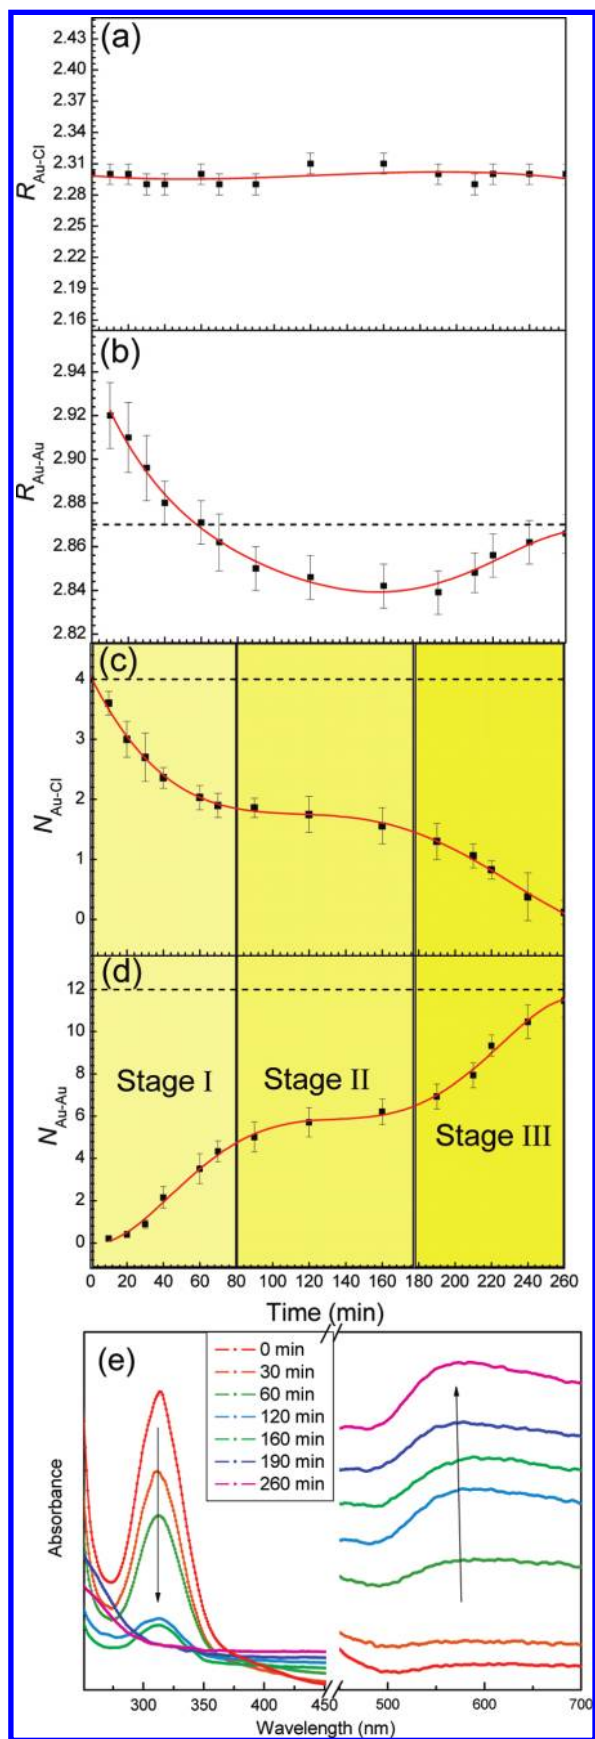 (a)
2.43
2.40
2.37
2.34
2.31
2.28
2.25
2.22
2.19
2.16
R Au-Cl
(b)
2.94
2.92
2.90
2.88
2.86
2.84
2.82
R Au-Au
(c)
4
3
2
1
0
N Au-Cl
(d)
12
10
8
6
4
2
0
N Au-Au
Stage I
Stage II
Stage III
0 20 40 60 80 100 120 140 160 180 200 220 240 260
Time (min)
(e)
0 min
30 min
60 min
120 min
160 min
190 min
260 min
Absorbance
300 350 400 450 500 600 700
Wavelength (nm)